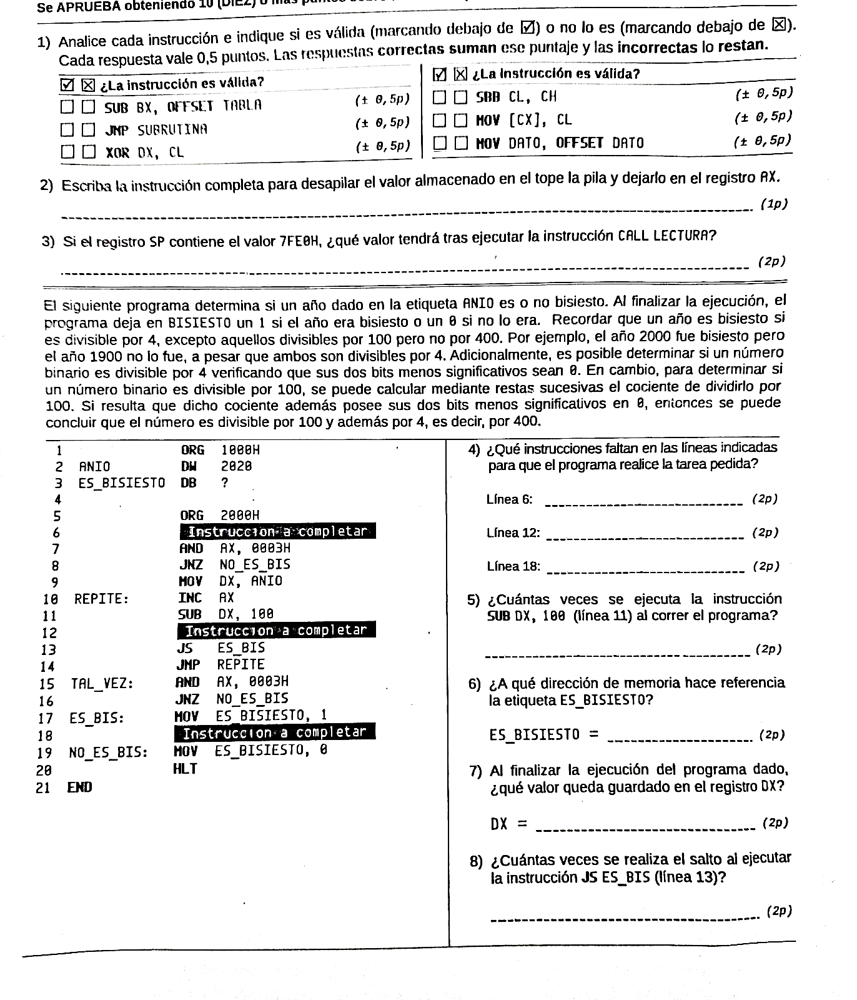 Se APRUEBA obteniendo 10 (DIEZ) o más
1) Analice cada instrucción e indique si es válida (marcando debajo de ☑) o no lo es (marcando debajo de ☒).
Cada respuesta vale 0,5 puntos. Las respuestas correctas suman ese puntaje y las incorrectas lo restan.
☑ ☒ ¿La instrucción es válida?
☐ ☐ SUB BX, OFFSET TABLA (± 0,5p)
☐ ☐ JMP SUBRUTINA (± 0,5p)
☐ ☐ XOR DX, CL (± 0,5p)
☑ ☒ ¿La instrucción es válida?
☐ ☐ SBB CL, CH (± 0,5p)
☐ ☐ MOV [CX], CL (± 0,5p)
☐ ☐ MOV DATO, OFFSET DATO (± 0,5p)
2) Escriba la instrucción completa para desapilar el valor almacenado en el tope la pila y dejarlo en el registro AX.
(1p)
3) Si el registro SP contiene el valor 7FE0H, ¿qué valor tendrá tras ejecutar la instrucción CALL LECTURA?
(2p)
El siguiente programa determina si un año dado en la etiqueta ANIO es o no bisiesto. Al finalizar la ejecución, el
programa deja en BISIESTO un 1 si el año era bisiesto o un 0 si no lo era. Recordar que un año es bisiesto si
es divisible por 4, excepto aquellos divisibles por 100 pero no por 400. Por ejemplo, el año 2000 fue bisiesto pero
el año 1900 no lo fue, a pesar que ambos son divisibles por 4. Adicionalmente, es posible determinar si un número
binario es divisible por 4 verificando que sus dos bits menos significativos sean 0. En cambio, para determinar si
un número binario es divisible por 100, se puede calcular mediante restas sucesivas el cociente de dividirlo por
100. Si resulta que dicho cociente además posee sus dos bits menos significativos en 0, entonces se puede
concluir que el número es divisible por 100 y además por 4, es decir, por 400.
1 ORG 1000H
2 ANIO DW 2020
3 ES_BISIESTO DB ?
4
5 ORG 2000H
6 Instruccion a completar
7 AND AX, 0003H
8 JNZ NO_ES_BIS
9 MOV DX, ANIO
10 REPITE: INC AX
11 SUB DX, 100
12 Instruccion a completar
13 JS ES_BIS
14 JMP REPITE
15 TAL_VEZ: AND AX, 0003H
16 JNZ NO_ES_BIS
17 ES_BIS: MOV ES_BISIESTO, 1
18 Instruccion a completar
19 NO_ES_BIS: MOV ES_BISIESTO, 0
20 HLT
21 END
4) ¿Qué instrucciones faltan en las líneas indicadas
para que el programa realice la tarea pedida?
Línea 6: (2p)
Línea 12: (2p)
Línea 18: (2p)
5) ¿Cuántas veces se ejecuta la instrucción
SUB DX, 100 (línea 11) al correr el programa?
(2p)
6) ¿A qué dirección de memoria hace referencia
la etiqueta ES_BISIESTO?
ES_BISIESTO = (2p)
7) Al finalizar la ejecución del programa dado,
¿qué valor queda guardado en el registro DX?
DX = (2p)
8) ¿Cuántas veces se realiza el salto al ejecutar
la instrucción JS ES_BIS (línea 13)?
(2p)